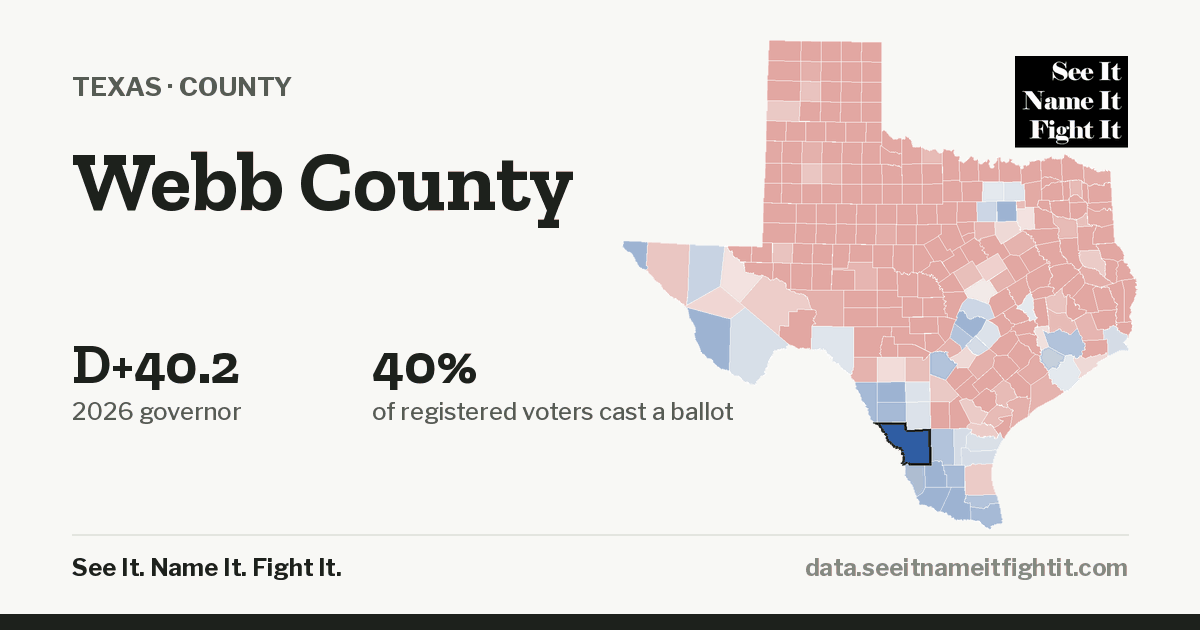 TEXAS · COUNTY
See It
Name It
Fight It
Webb County
D+40.2
2026 governor
40%
of registered voters cast a ballot
See It. Name It. Fight It.
data.seeitnameitfightit.com